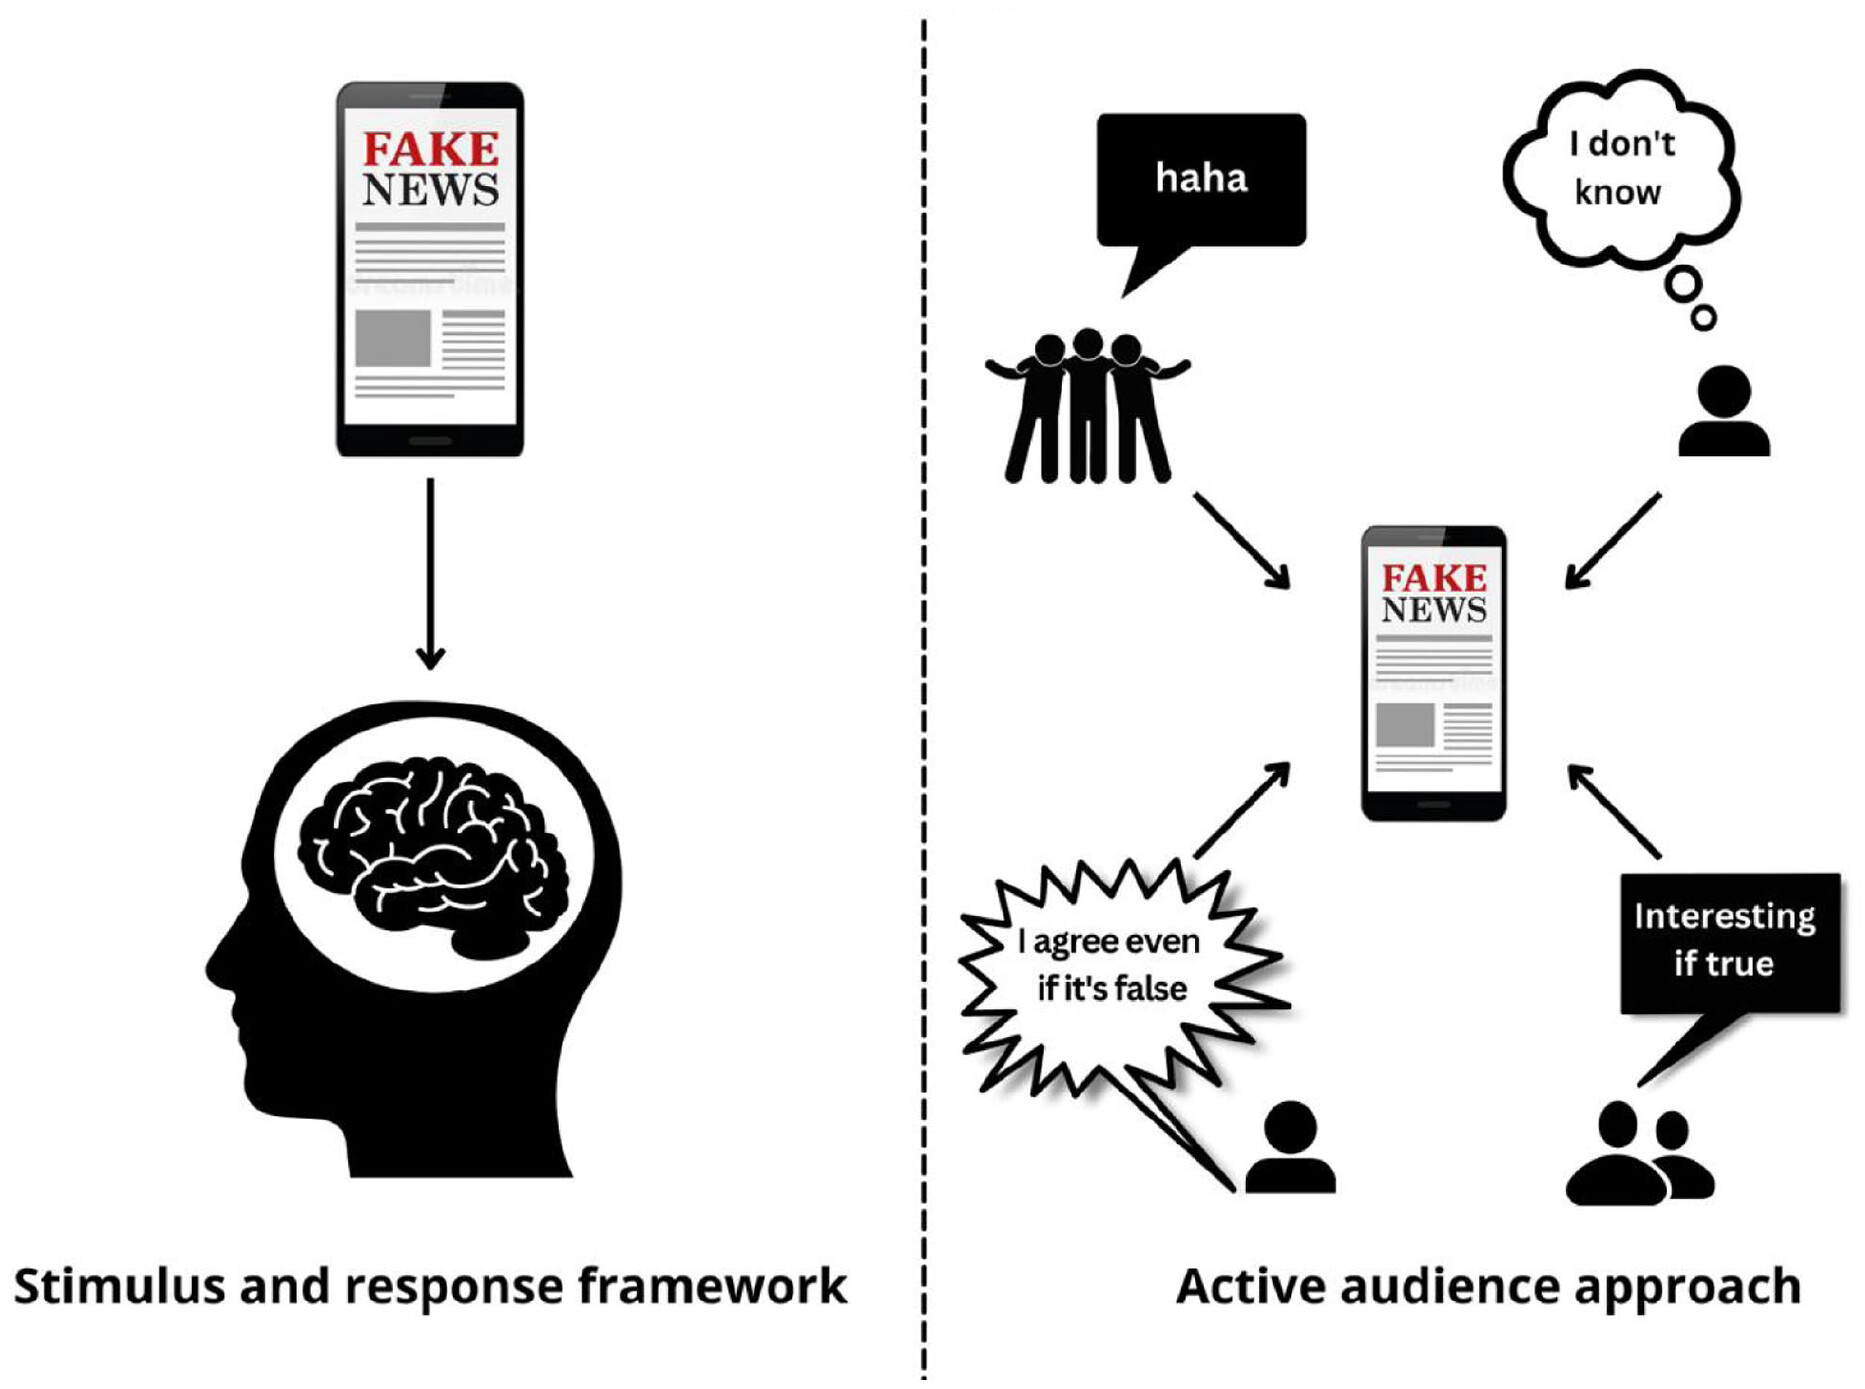 FAKE
NEWS
Stimulus and response framework
haha
I don't
know
FAKE
NEWS
I agree even
if it's false
Interesting
if true
Active audience approach